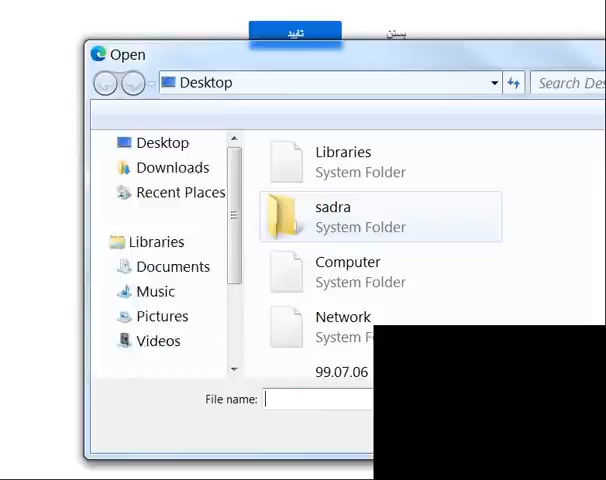 تایید
بستن
Open
Desktop
Search Des
Desktop
Downloads
Recent Places
Libraries
Documents
Music
Pictures
Videos
Libraries
System Folder
sadra
System Folder
Computer
System Folder
Network
System F
99.07.06
File name: